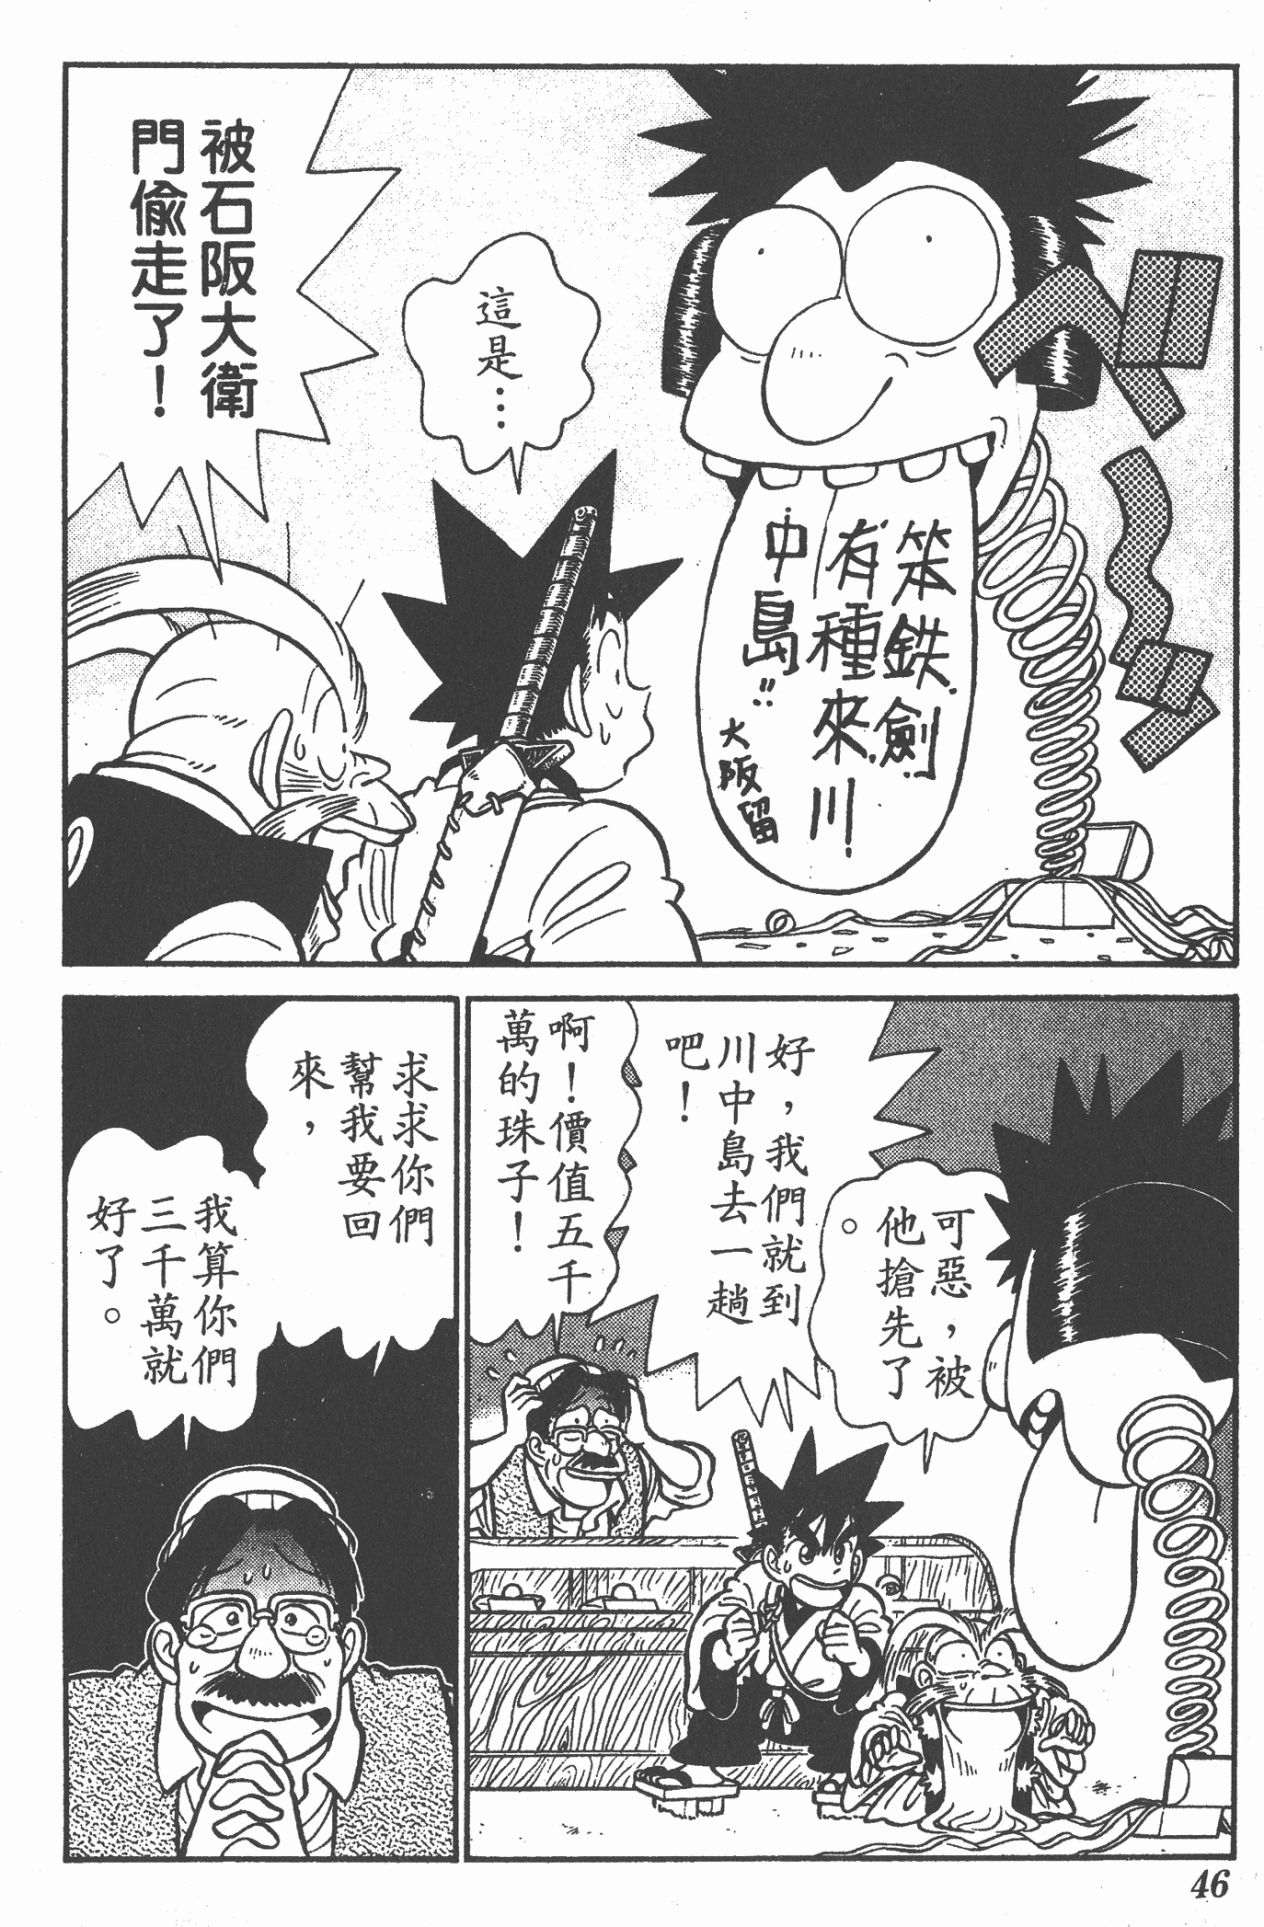 笨鉄劍
有種來川
中島!!
大阪留
這是…
被石阪大衛
門偷走了！
可惡，被
他搶先了
。
好，我們就到
川中島去一趟
吧！
啊！價值五千
萬的珠子！
求求你們
幫我要回
來，
我算你們
三千萬就
好了。
46